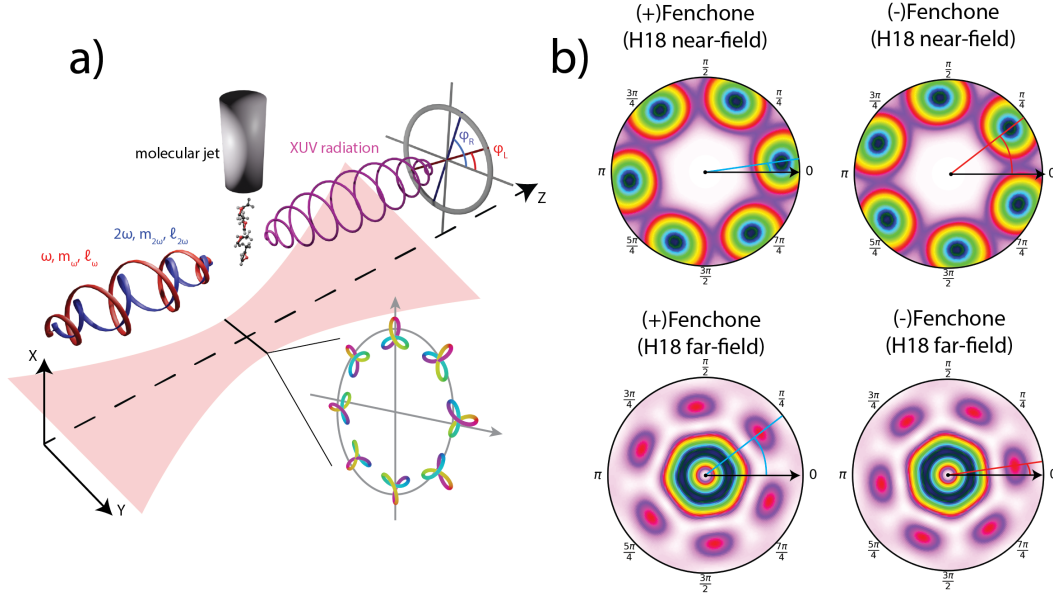 a)
molecular jet
XUV radiation
φR
φL
Z
2ω, m2ω, ℓ2ω
ω, mω, ℓω
X
Y
b)
(+)Fenchone
(H18 near-field)
π/2
3π/4
π/4
π
0
5π/4
7π/4
3π/2
(-)Fenchone
(H18 near-field)
π/2
3π/4
π/4
π
0
5π/4
7π/4
3π/2
(+)Fenchone
(H18 far-field)
π/2
3π/4
π/4
π
0
5π/4
7π/4
3π/2
(-)Fenchone
(H18 far-field)
π/2
3π/4
π/4
π
0
5π/4
7π/4
3π/2